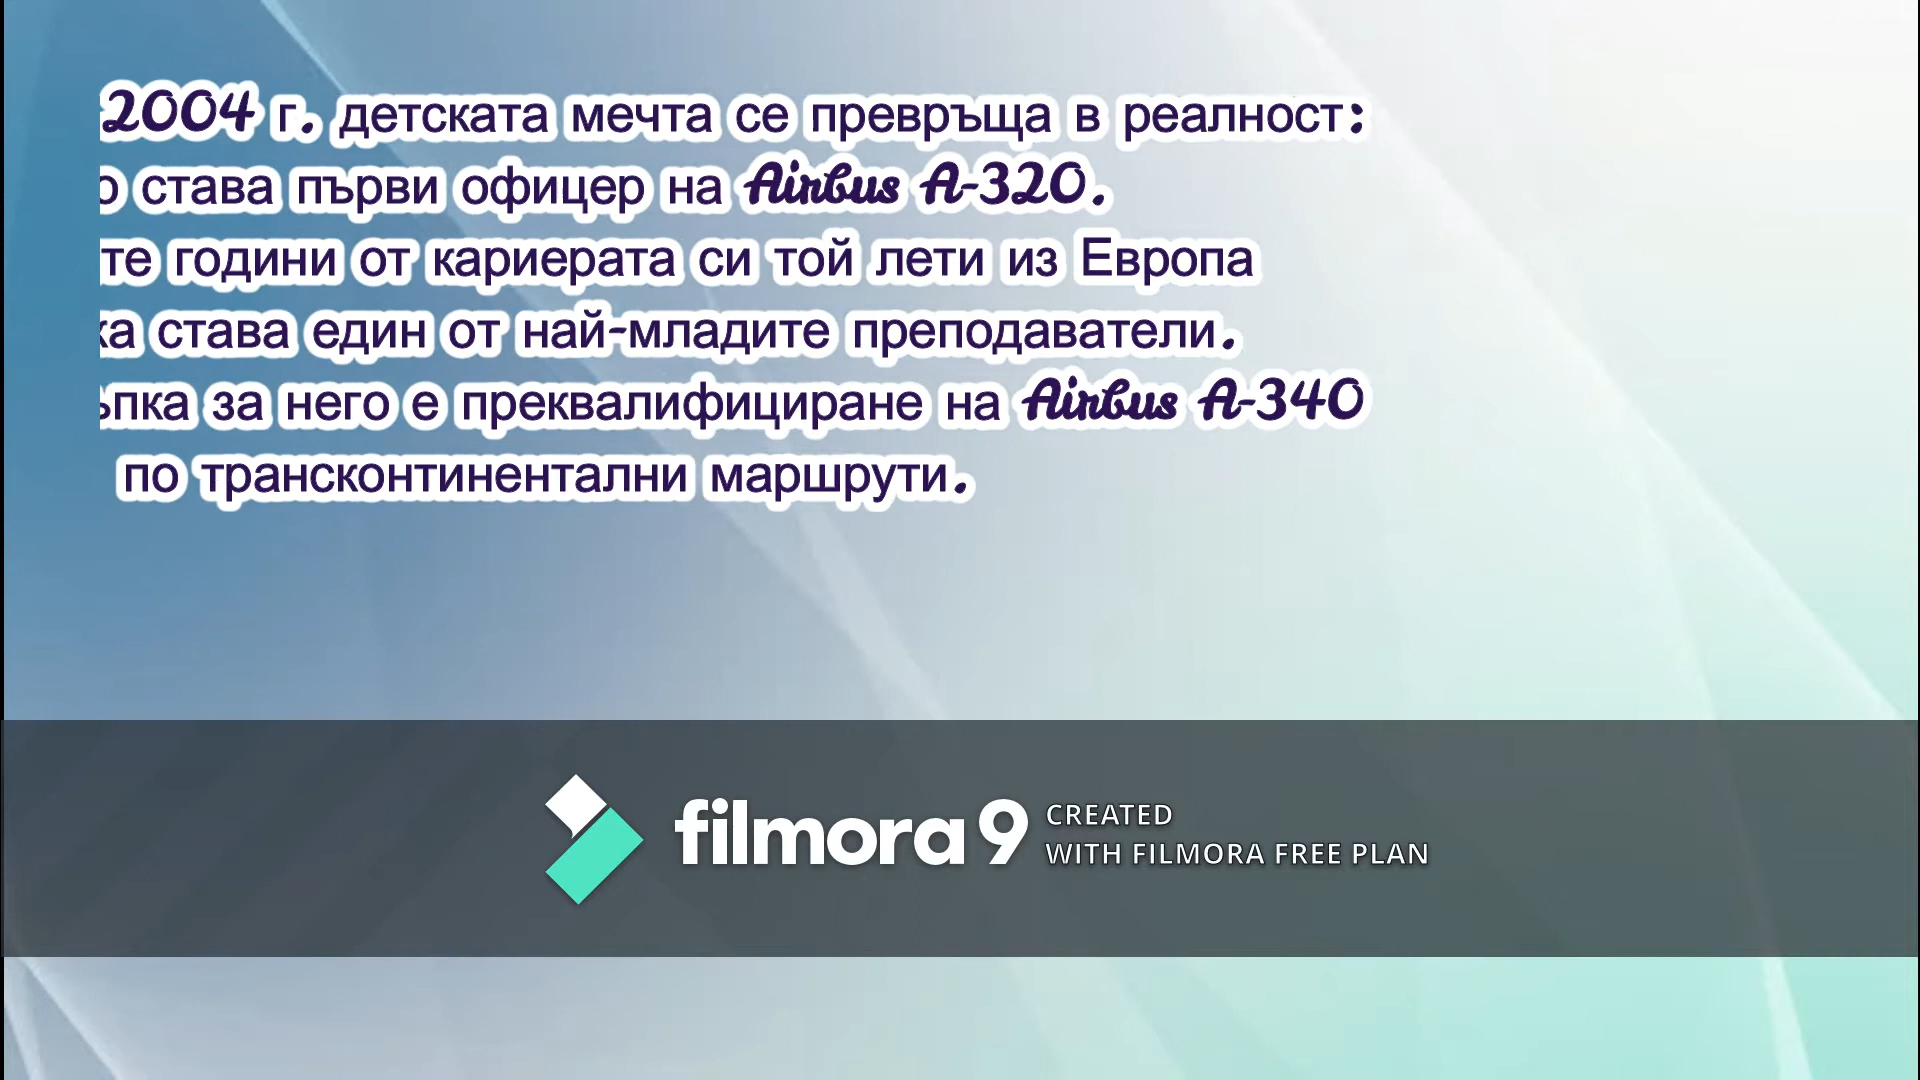 2004 г. детската мечта се превръща в реалност:
става първи офицер на Airbus A-320.
години от кариерата си той лети из Европа
става един от най-младите преподаватели.
за него е преквалифициране на Airbus A-340
по трансконтинентални маршрути.
filmora 9
CREATED
WITH FILMORA FREE PLAN